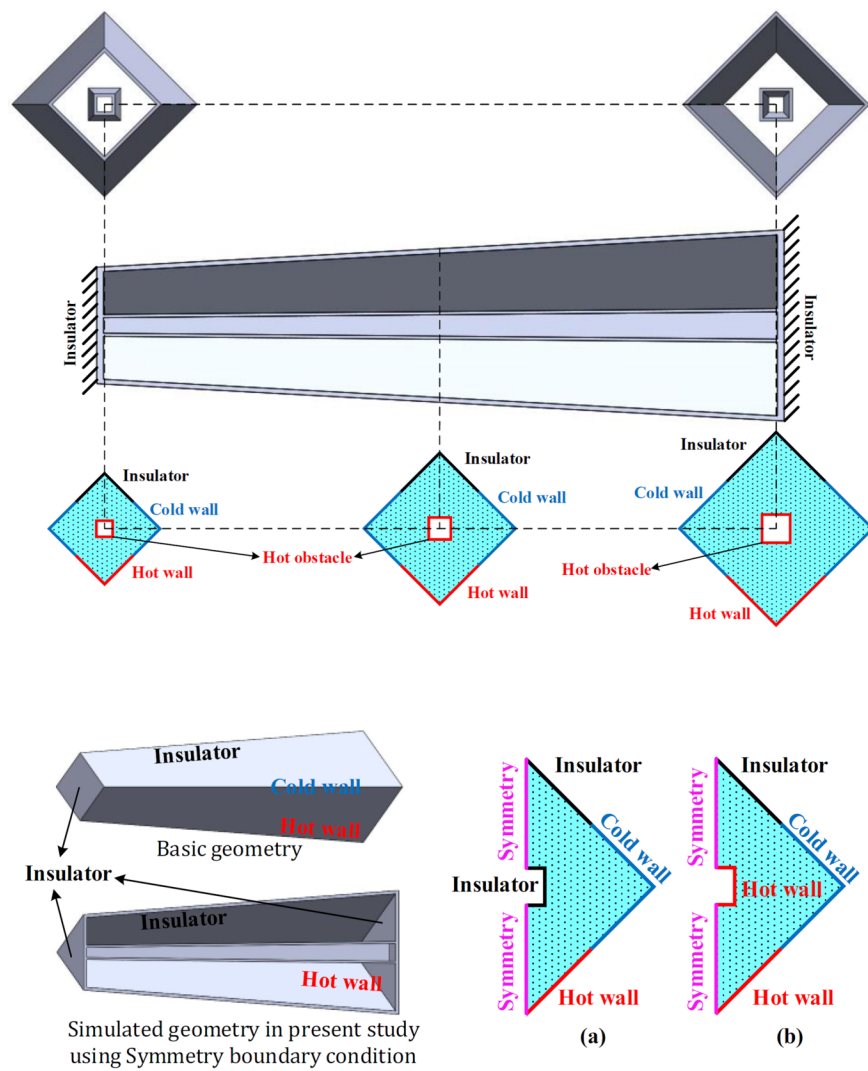 Insulator
Insulator
Insulator
Cold wall
Hot wall
Hot obstacle
Insulator
Cold wall
Hot wall
Insulator
Cold wall
Hot obstacle
Hot wall
Insulator
Cold wall
Hot wall
Basic geometry
Insulator
Insulator
Hot wall
Simulated geometry in present study
using Symmetry boundary condition
Symmetry
Insulator
Cold wall
Insulator
Symmetry
Hot wall
(a)
Symmetry
Insulator
Cold wall
Hot wall
Symmetry
Hot wall
(b)